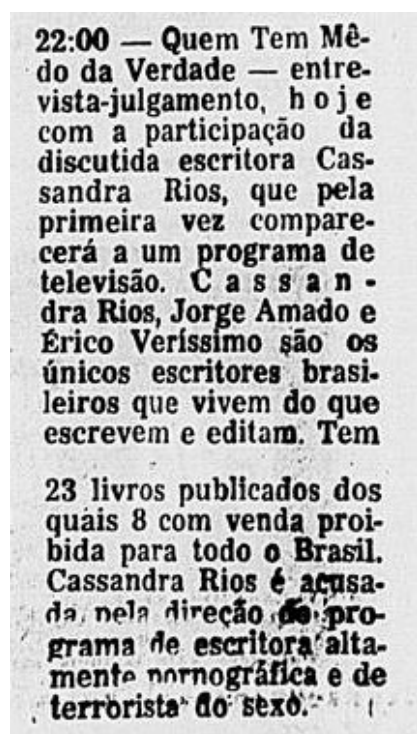 22:00 — Quem Tem Mê-
do da Verdade — entre-
vista-julgamento, hoje
com a participação da
discutida escritora Cas-
sandra Rios, que pela
primeira vez compare-
cerá a um programa de
televisão. Cassan-
dra Rios, Jorge Amado e
Érico Veríssimo são os
únicos escritores brasi-
leiros que vivem do que
escrevem e editam. Tem
23 livros publicados dos
quais 8 com venda proi-
bida para todo o Brasil.
Cassandra Rios é acusa-
da pela direção do pro-
grama de escritora alta-
mente pornográfica e de
terrorista do sexo.